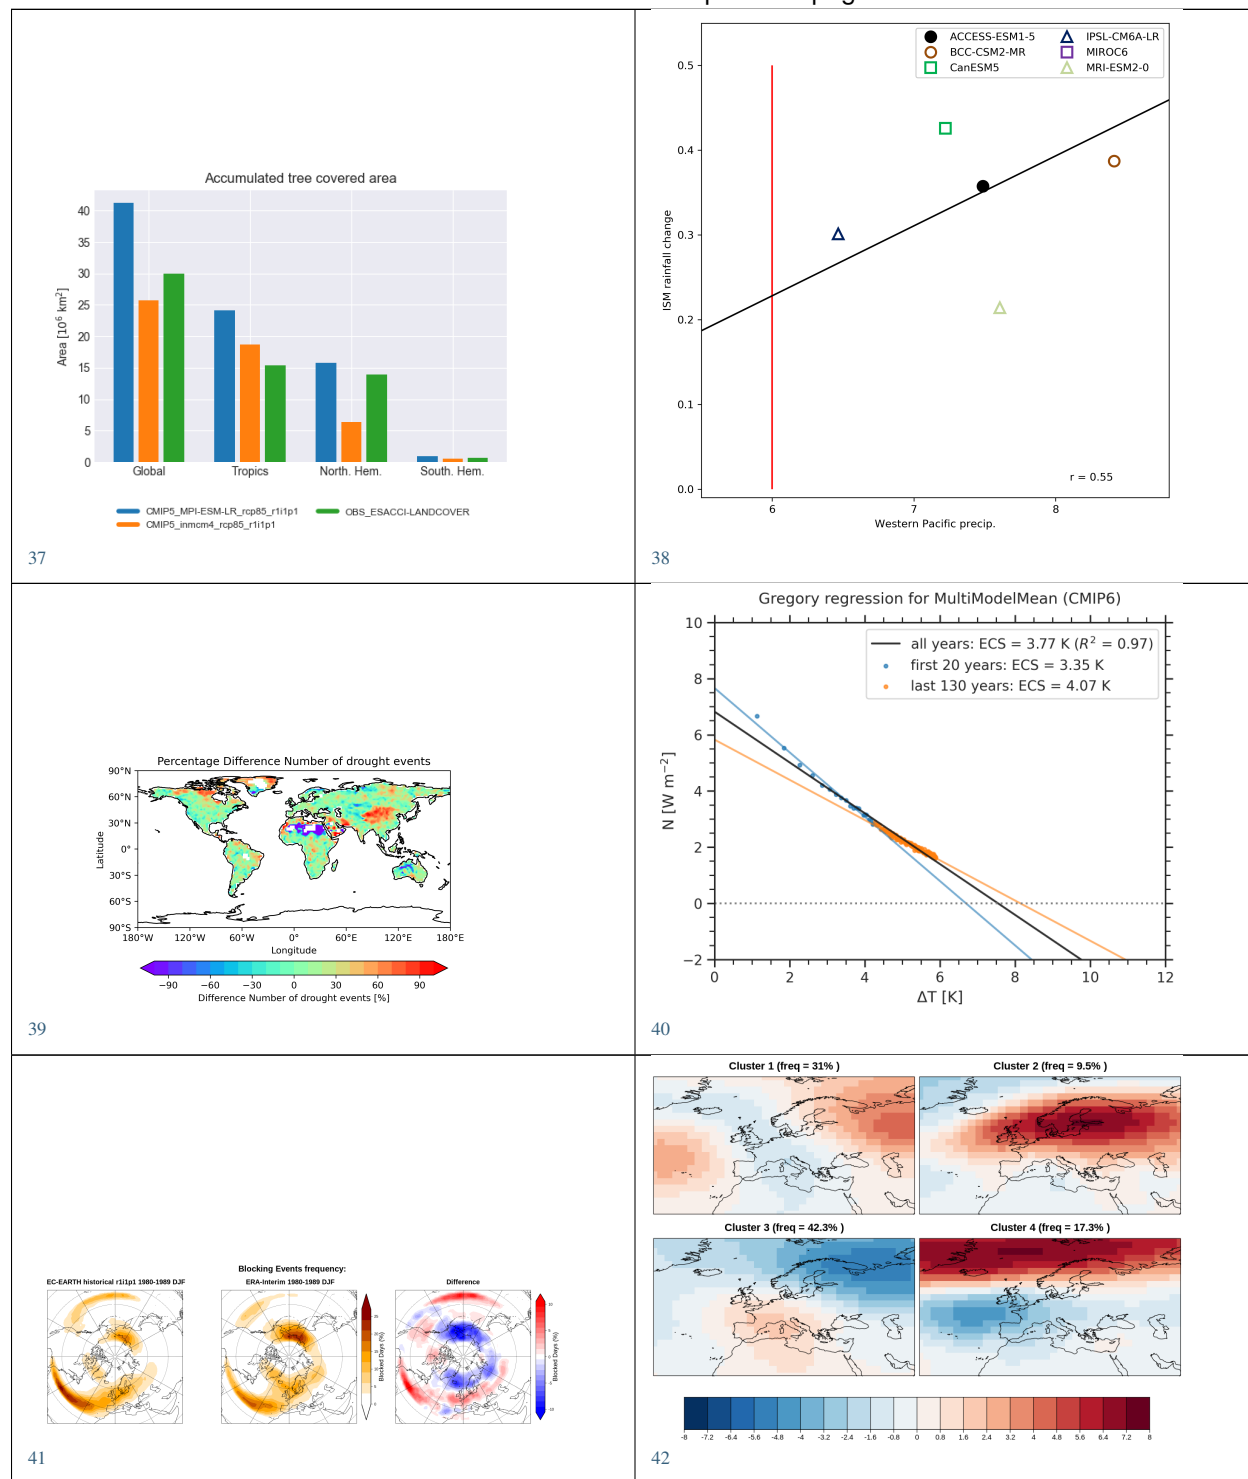 Accumulated tree covered area
Area [10⁶ km²]
40
35
30
25
20
15
10
5
0
Global Tropics North. Hem. South. Hem.
CMIP5_MPI-ESM-LR_rcp85_r1i1p1 OBS_ESACCI-LANDCOVER
CMIP5_inmcm4_rcp85_r1i1p1
37
ACCESS-ESM1-5 IPSL-CM6A-LR
BCC-CSM2-MR MIROC6
CanESM5 MRI-ESM2-0
ISM rainfall change
0.5
0.4
0.3
0.2
0.1
0.0
r = 0.55
6 7 8
Western Pacific precip.
38
Percentage Difference Number of drought events
Latitude
90°N
60°N
30°N
0°
30°S
60°S
90°S
180°W 120°W 60°W 0° 60°E 120°E 180°E
Longitude
−90 −60 −30 0 30 60 90
Difference Number of drought events [%]
39
Gregory regression for MultiModelMean (CMIP6)
all years: ECS = 3.77 K (R² = 0.97)
first 20 years: ECS = 3.35 K
last 130 years: ECS = 4.07 K
N [W m⁻²]
10
8
6
4
2
0
−2
0 2 4 6 8 10 12
ΔT [K]
40
Blocking Events frequency:
EC-EARTH historical r1i1p1 1980-1989 DJF ERA-Interim 1980-1989 DJF Difference
Blocked Days (%)
Blocked Days (%)
41
Cluster 1 (freq = 31% ) Cluster 2 (freq = 9.5% )
Cluster 3 (freq = 42.3% ) Cluster 4 (freq = 17.3% )
-8 -7.2 -6.4 -5.6 -4.8 -4 -3.2 -2.4 -1.6 -0.8 0 0.8 1.6 2.4 3.2 4 4.8 5.6 6.4 7.2 8
42